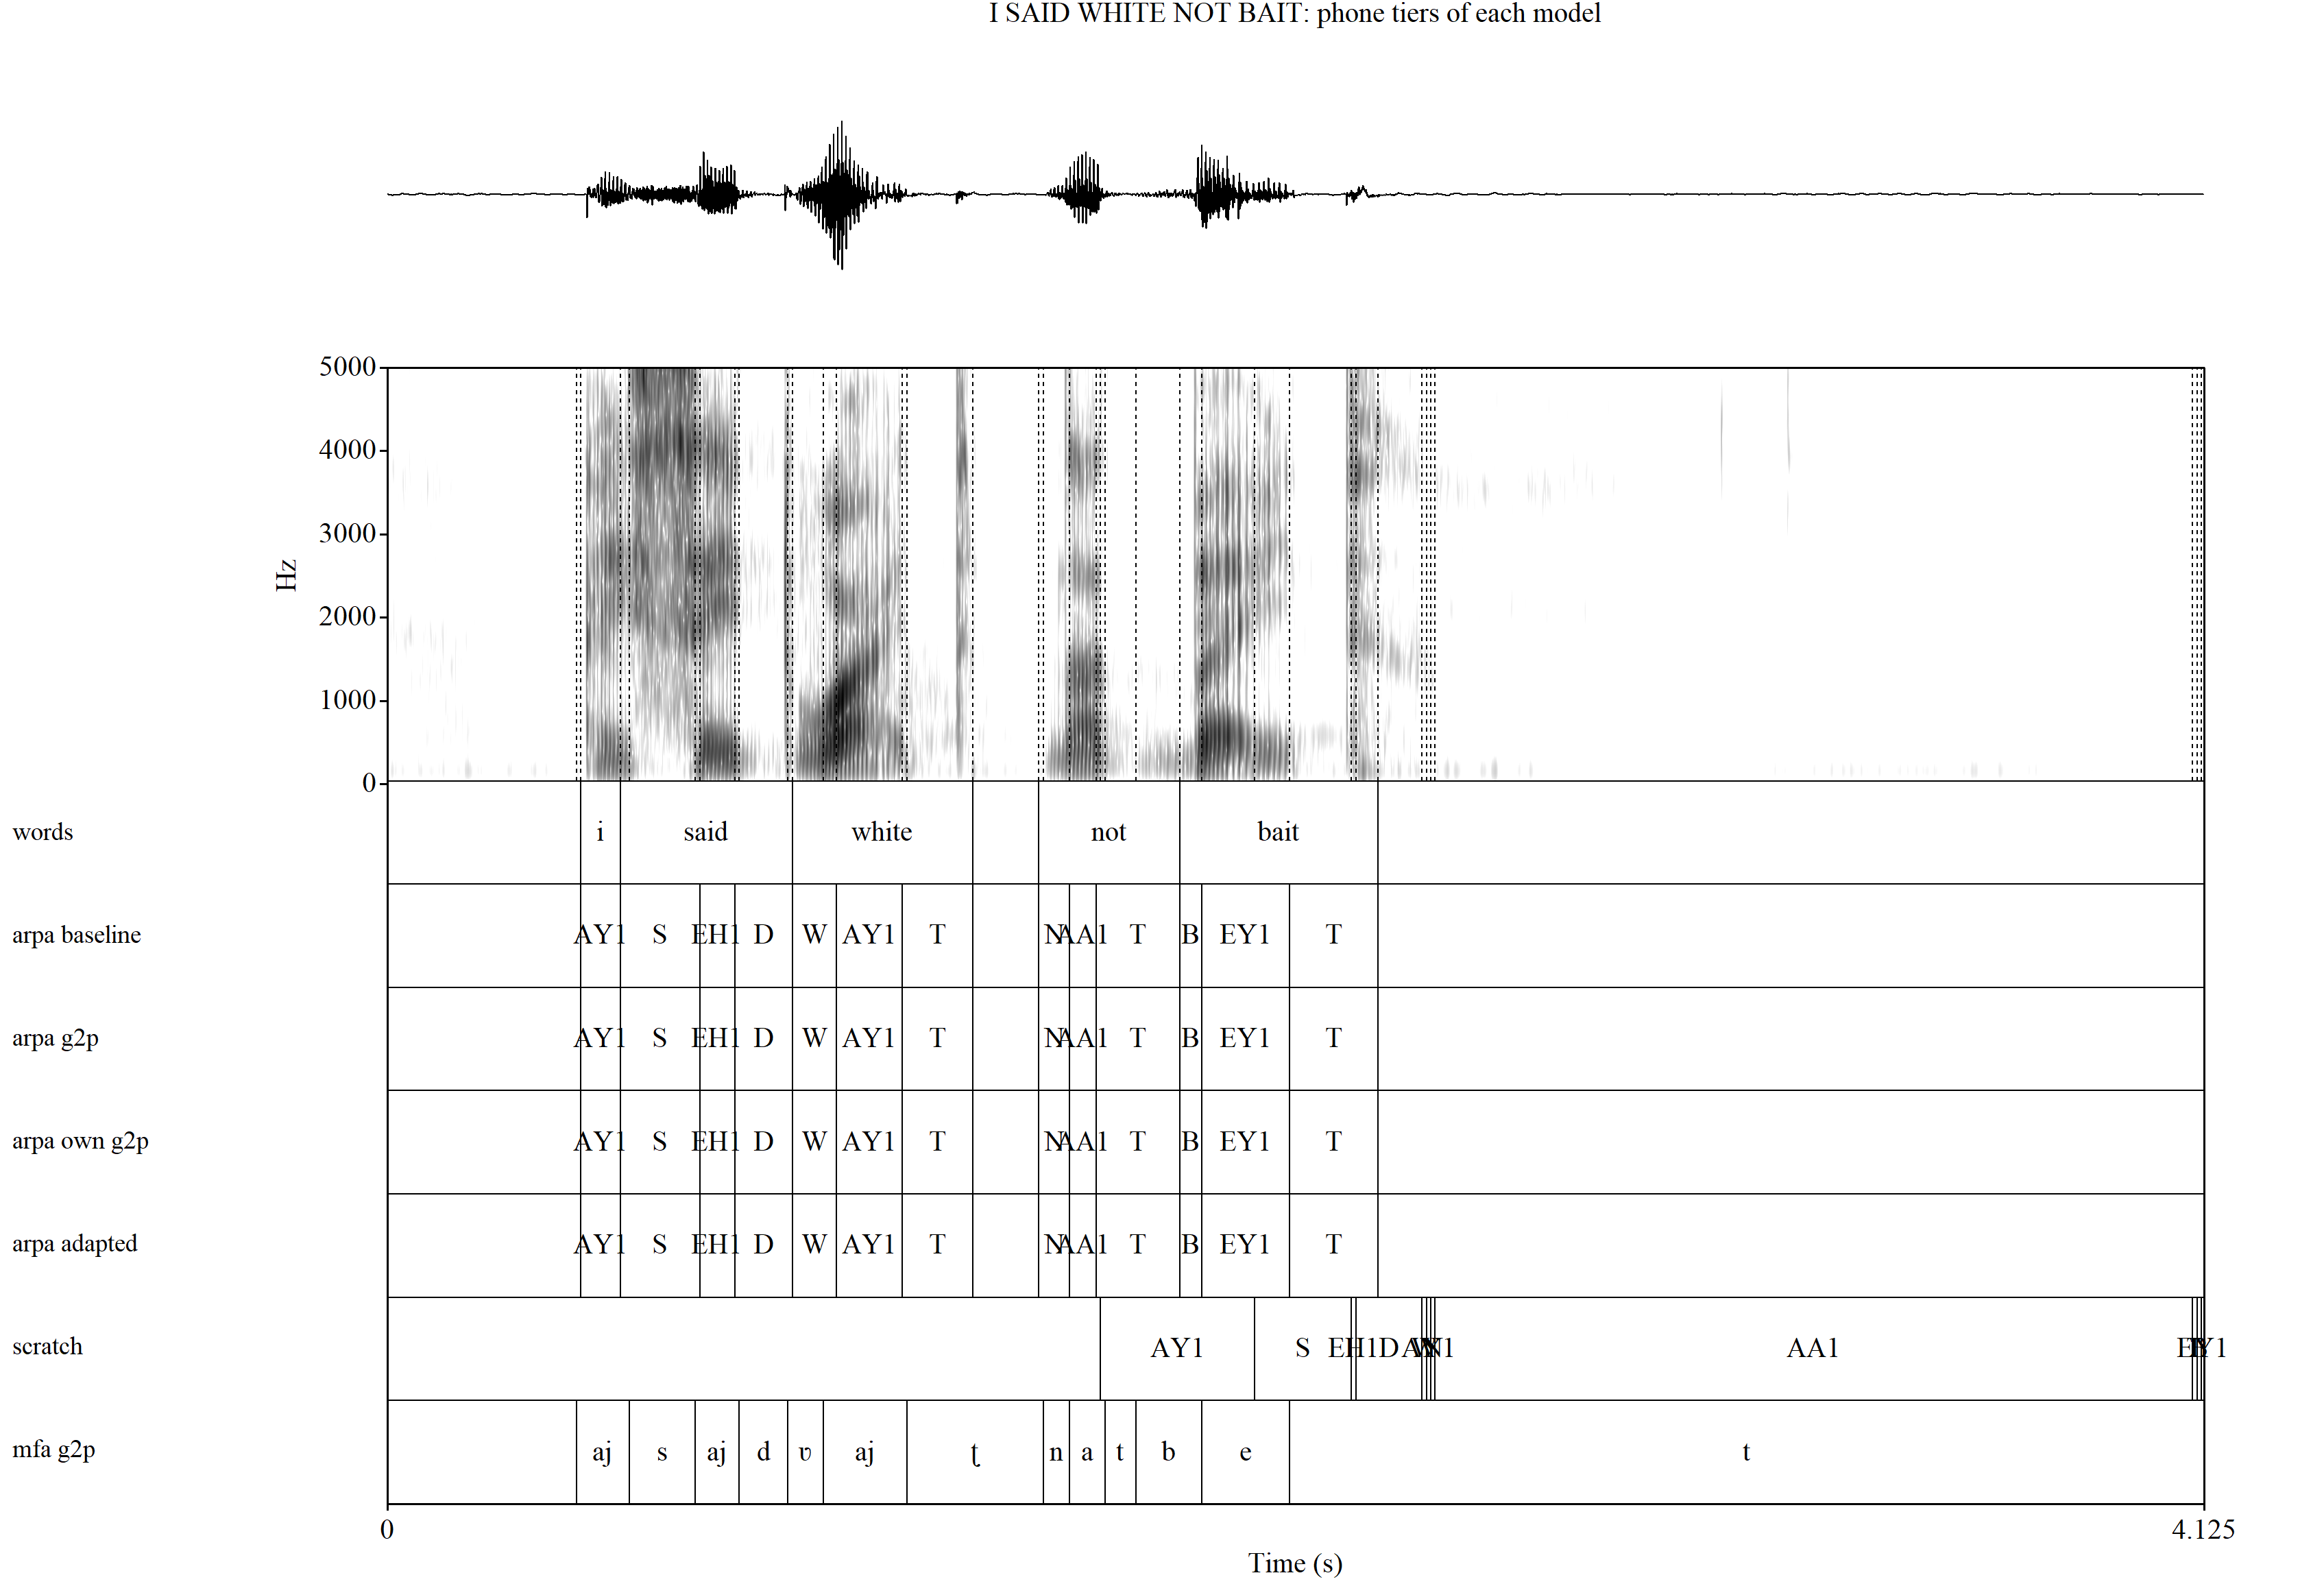 I SAID WHITE NOT BAIT: phone tiers of each model
5000
4000
3000
2000
1000
0
Hz
words i said white not bait
arpa baseline AY1 S EH1 D W AY1 T N AA1 T B EY1 T
arpa g2p AY1 S EH1 D W AY1 T N AA1 T B EY1 T
arpa own g2p AY1 S EH1 D W AY1 T N AA1 T B EY1 T
arpa adapted AY1 S EH1 D W AY1 T N AA1 T B EY1 T
scratch AY1 S EH1 D AA1
mfa g2p aj s aj d ʋ aj ʈ n a t b e t
0 4.125
Time (s)